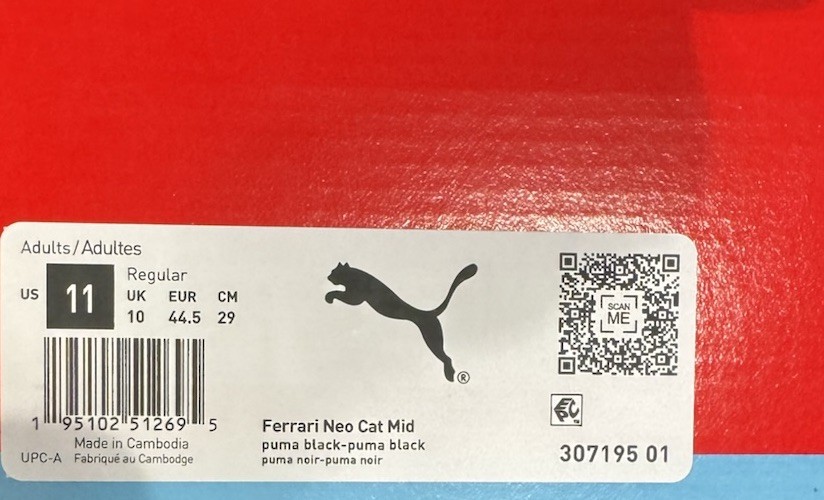 Adults/Adultes
Regular
US 11 UK EUR CM
10 44.5 29
SCAN
ME
1 95102 51269 5
Made in Cambodia
UPC-A Fabriqué au Cambodge
®
Ferrari Neo Cat Mid
puma black-puma black
puma noir-puma noir
307195 01